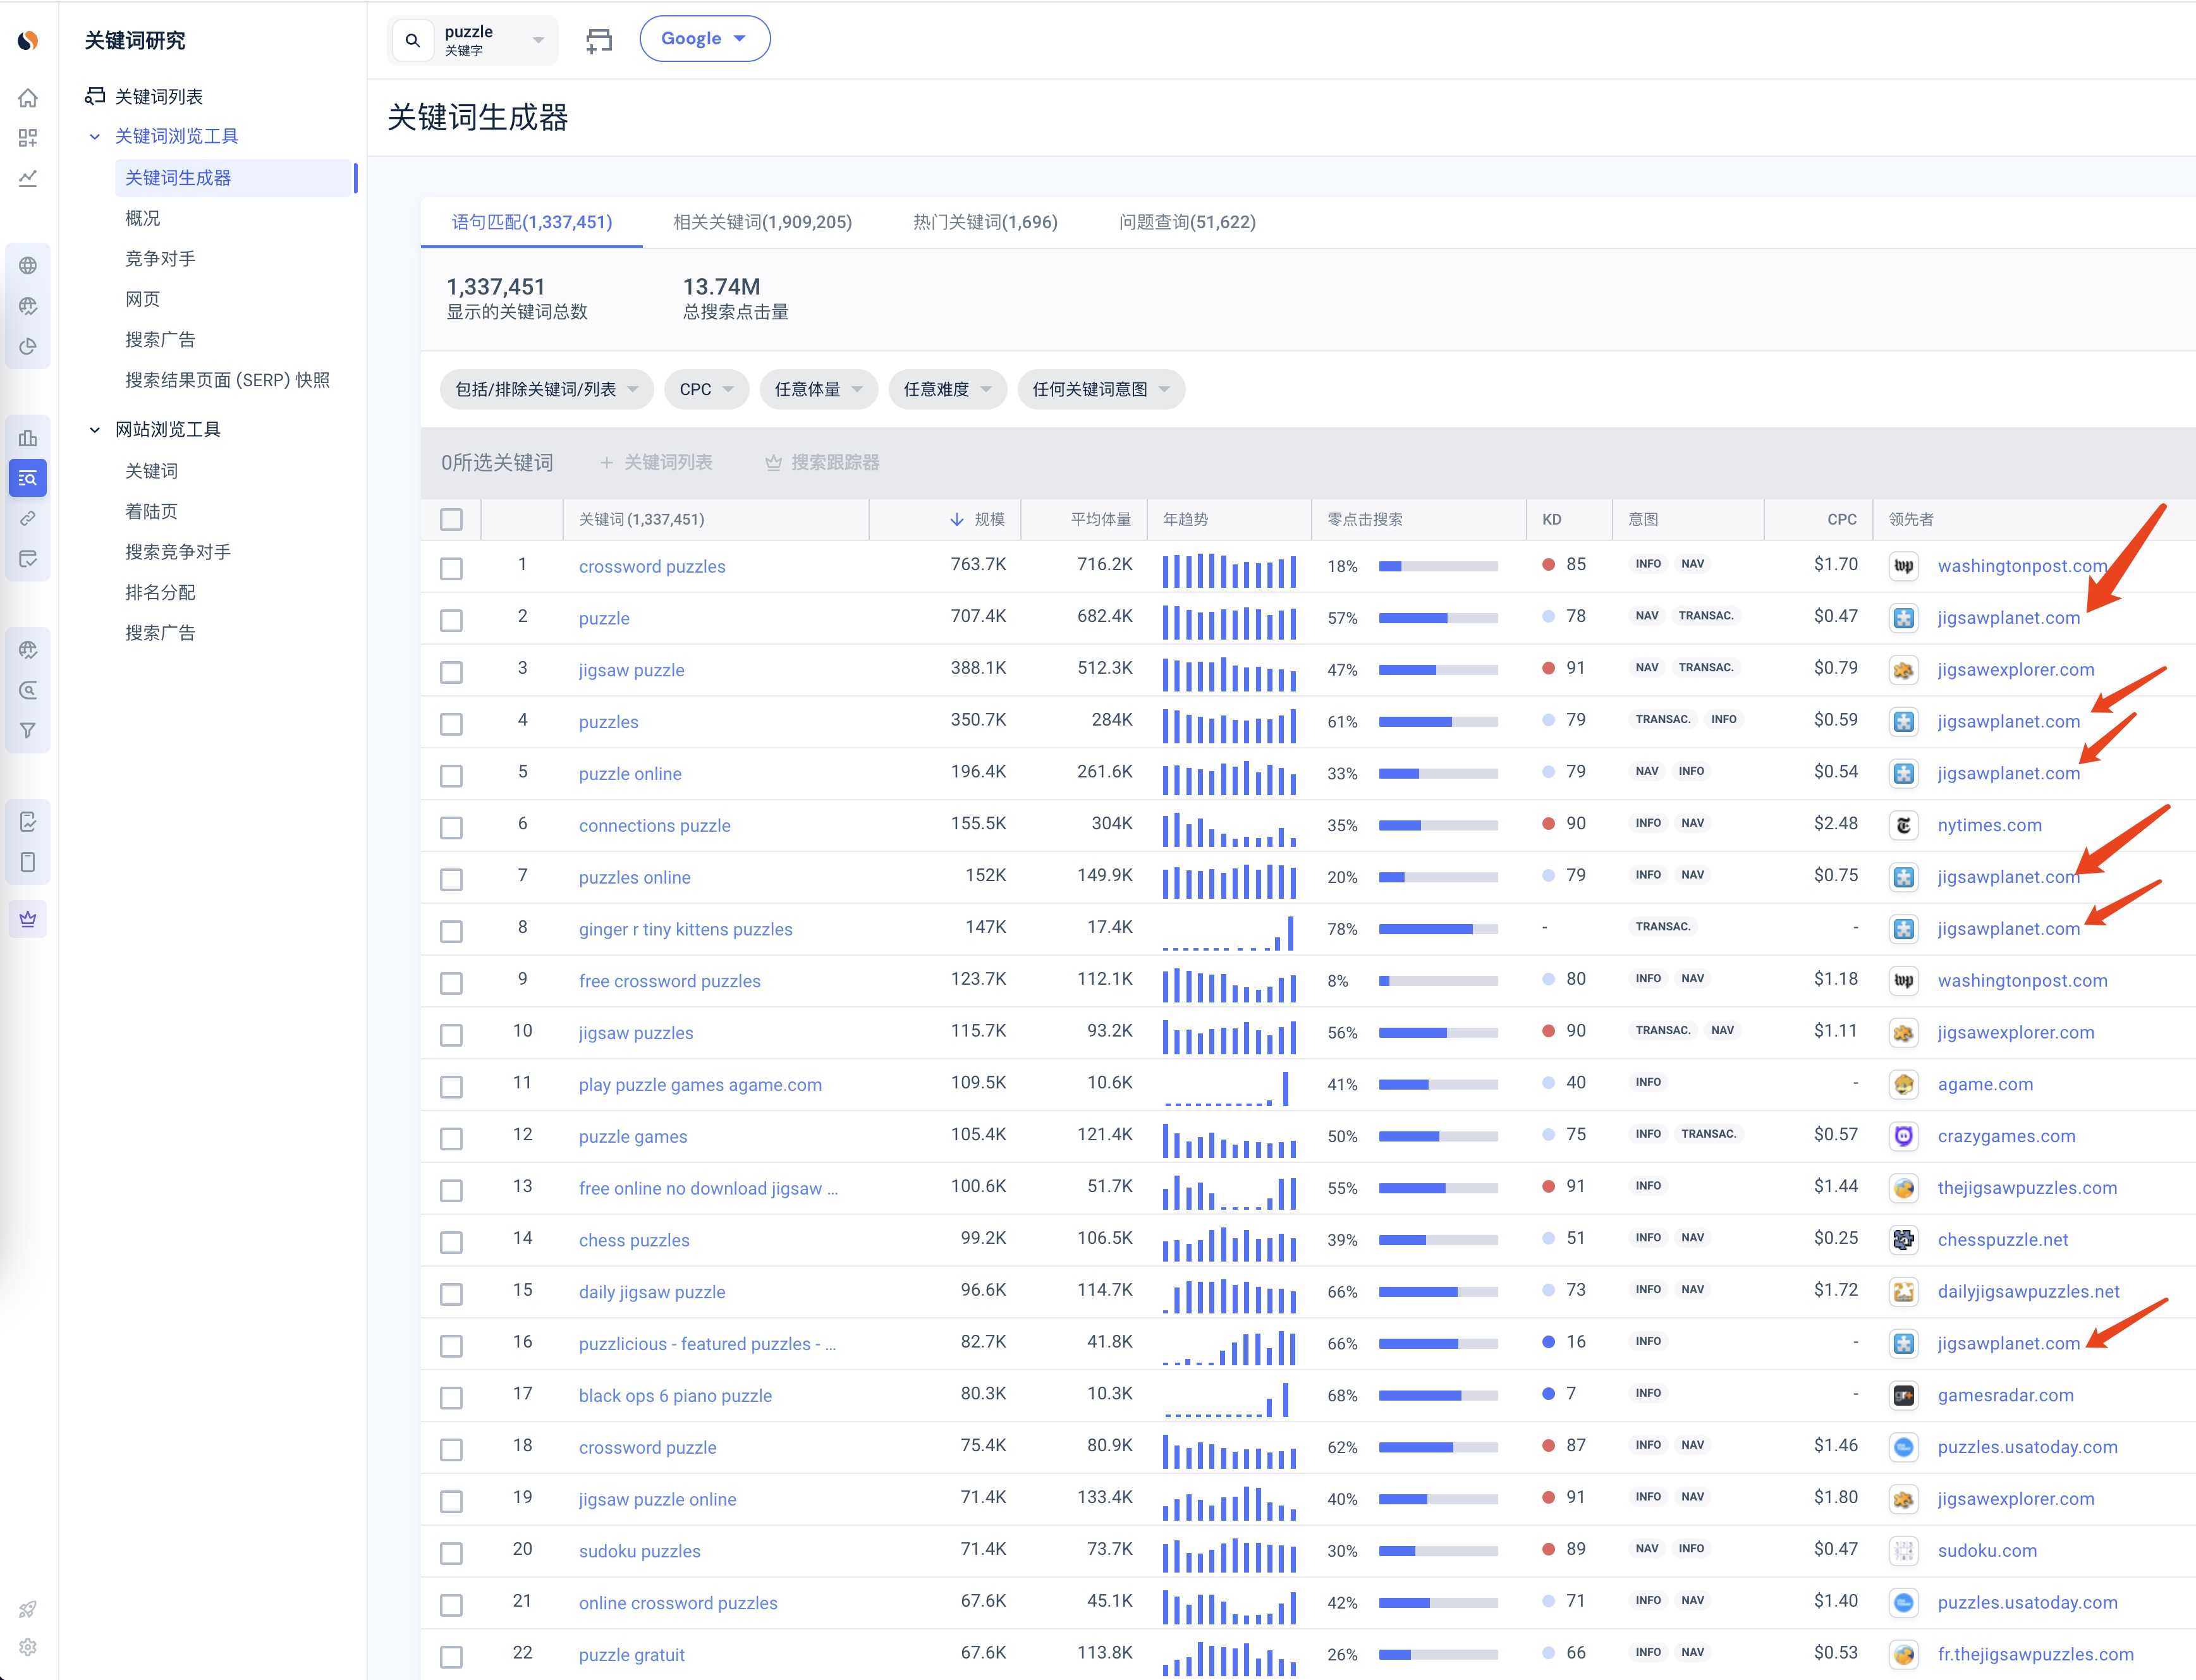 关键词研究
关键词列表
关键词浏览工具
关键词生成器
概况
竞争对手
网页
搜索广告
搜索结果页面 (SERP) 快照
网站浏览工具
关键词
着陆页
搜索竞争对手
排名分配
搜索广告
puzzle
关键字
Google
关键词生成器
语句匹配(1,337,451) 相关关键词(1,909,205) 热门关键词(1,696) 问题查询(51,622)
1,337,451 13.74M
显示的关键词总数 总搜索点击量
包括/排除关键词/列表 CPC 任意体量 任意难度 任何关键词意图
0所选关键词 + 关键词列表 搜索跟踪器
关键词 (1,337,451) 规模 平均体量 年趋势 零点击搜索 KD 意图 CPC 领先者
1 crossword puzzles 763.7K 716.2K 18% 85 INFO NAV $1.70 washingtonpost.com
2 puzzle 707.4K 682.4K 57% 78 NAV TRANSAC. $0.47 jigsawplanet.com
3 jigsaw puzzle 388.1K 512.3K 47% 91 NAV TRANSAC. $0.79 jigsawexplorer.com
4 puzzles 350.7K 284K 61% 79 TRANSAC. INFO $0.59 jigsawplanet.com
5 puzzle online 196.4K 261.6K 33% 79 NAV INFO $0.54 jigsawplanet.com
6 connections puzzle 155.5K 304K 35% 90 INFO NAV $2.48 nytimes.com
7 puzzles online 152K 149.9K 20% 79 INFO NAV $0.75 jigsawplanet.com
8 ginger r tiny kittens puzzles 147K 17.4K 78% - TRANSAC. - jigsawplanet.com
9 free crossword puzzles 123.7K 112.1K 8% 80 INFO NAV $1.18 washingtonpost.com
10 jigsaw puzzles 115.7K 93.2K 56% 90 TRANSAC. NAV $1.11 jigsawexplorer.com
11 play puzzle games agame.com 109.5K 10.6K 41% 40 INFO - agame.com
12 puzzle games 105.4K 121.4K 50% 75 INFO TRANSAC. $0.57 crazygames.com
13 free online no download jigsaw ... 100.6K 51.7K 55% 91 INFO $1.44 thejigsawpuzzles.com
14 chess puzzles 99.2K 106.5K 39% 51 INFO NAV $0.25 chesspuzzle.net
15 daily jigsaw puzzle 96.6K 114.7K 66% 73 INFO NAV $1.72 dailyjigsawpuzzles.net
16 puzzlicious - featured puzzles - ... 82.7K 41.8K 66% 16 INFO - jigsawplanet.com
17 black ops 6 piano puzzle 80.3K 10.3K 68% 7 INFO - gamesradar.com
18 crossword puzzle 75.4K 80.9K 62% 87 INFO NAV $1.46 puzzles.usatoday.com
19 jigsaw puzzle online 71.4K 133.4K 40% 91 INFO NAV $1.80 jigsawexplorer.com
20 sudoku puzzles 71.4K 73.7K 30% 89 NAV INFO $0.47 sudoku.com
21 online crossword puzzles 67.6K 45.1K 42% 71 INFO NAV $1.40 puzzles.usatoday.com
22 puzzle gratuit 67.6K 113.8K 26% 66 INFO NAV $0.53 fr.thejigsawpuzzles.com